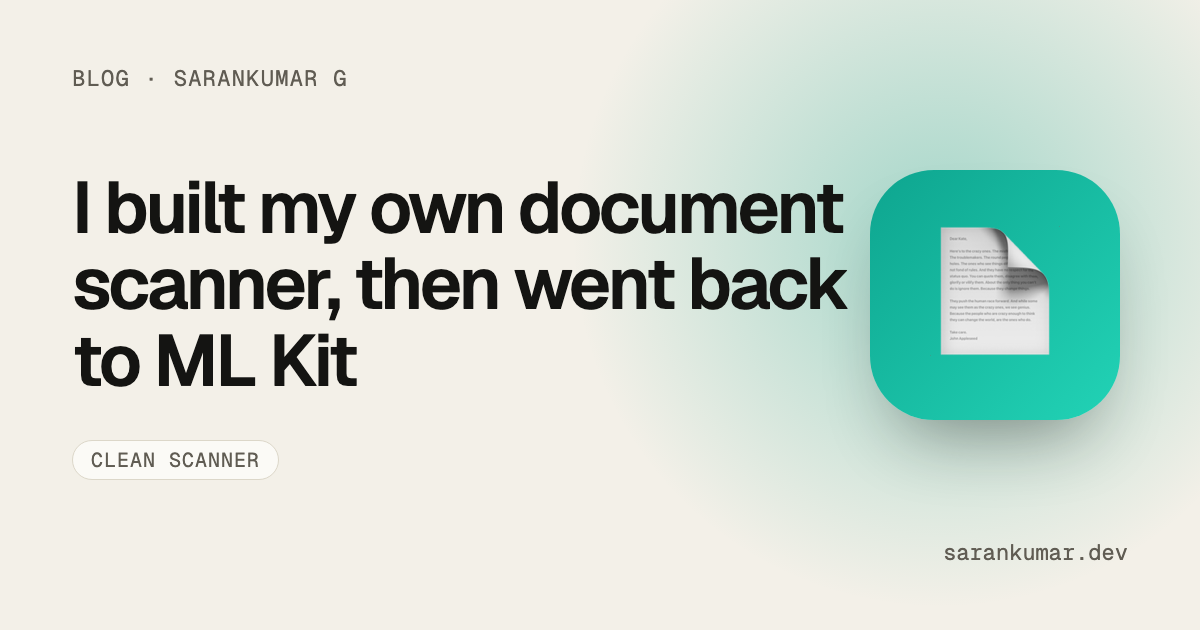 BLOG · SARANKUMAR G
I built my own document
scanner, then went back
to ML Kit
CLEAN SCANNER
sarankumar.dev